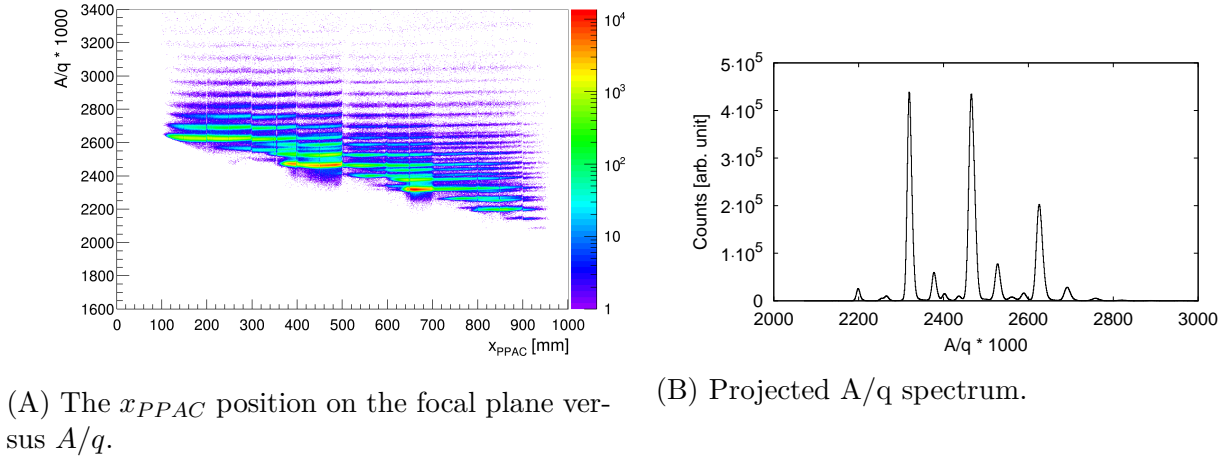 3400
3200
3000
2800
2600
2400
2200
2000
1800
1600
A/q * 1000
0 100 200 300 400 500 600 700 800 900 1000
x_PPAC [mm]
10^4
10^3
10^2
10
1
5·10^5
4·10^5
3·10^5
2·10^5
1·10^5
0
Counts [arb. unit]
2000 2200 2400 2600 2800 3000
A/q * 1000
(A) The x_PPAC position on the focal plane ver-
sus A/q.
(B) Projected A/q spectrum.